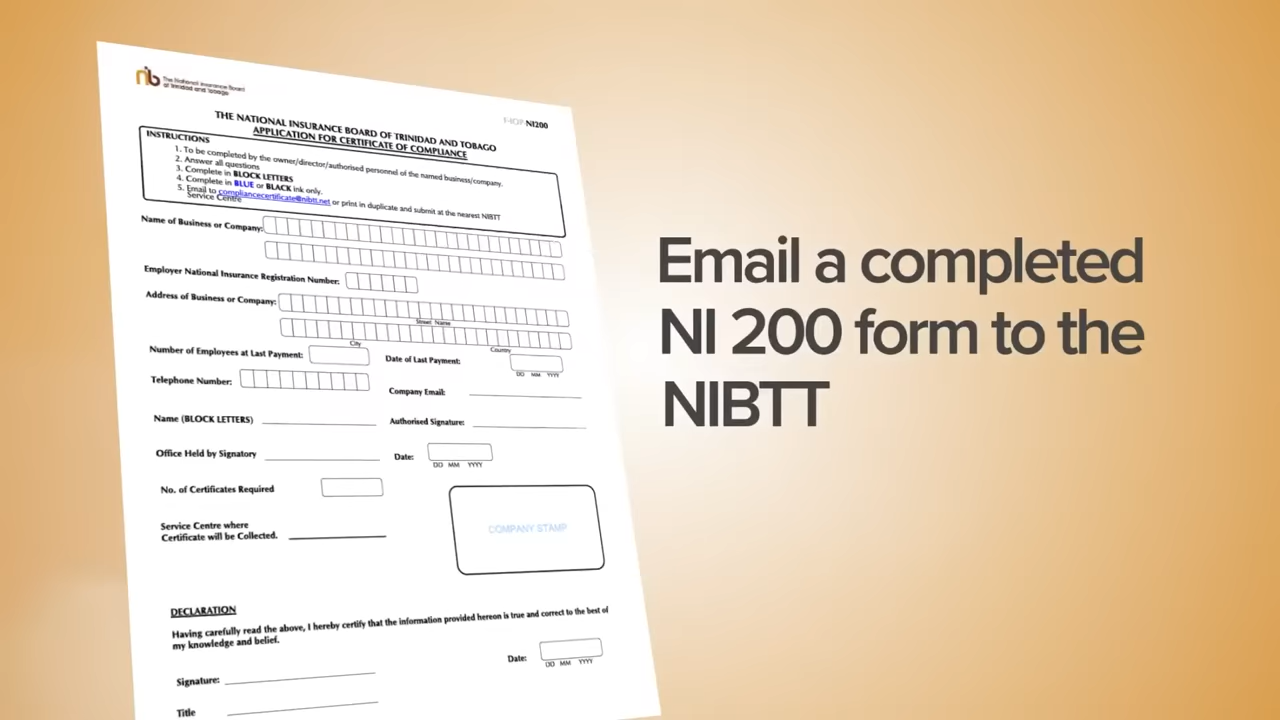 nib The National Insurance Board
of Trinidad and Tobago
F-IOP-NI200
THE NATIONAL INSURANCE BOARD OF TRINIDAD AND TOBAGO
APPLICATION FOR CERTIFICATE OF COMPLIANCE
INSTRUCTIONS
1. To be completed by the owner/director/authorised personnel of the named business/company.
2. Answer all questions
3. Complete in BLOCK LETTERS
4. Complete in BLUE or BLACK ink only.
5. Email to compliancecertificate@nibtt.net or print in duplicate and submit at the nearest NIBTT
Service Centre
Name of Business or Company:
Employer National Insurance Registration Number:
Address of Business or Company:
Street Name
City Country
Number of Employees at Last Payment: Date of Last Payment:
DD MM YYYY
Telephone Number: Company Email:
Name (BLOCK LETTERS) Authorised Signature:
Office Held by Signatory Date:
DD MM YYYY
No. of Certificates Required
Service Centre where
Certificate will be Collected.
COMPANY STAMP
DECLARATION
Having carefully read the above, I hereby certify that the information provided hereon is true and correct to the best of
my knowledge and belief.
Date:
DD MM YYYY
Signature:
Title
Email a completed
NI 200 form to the
NIBTT